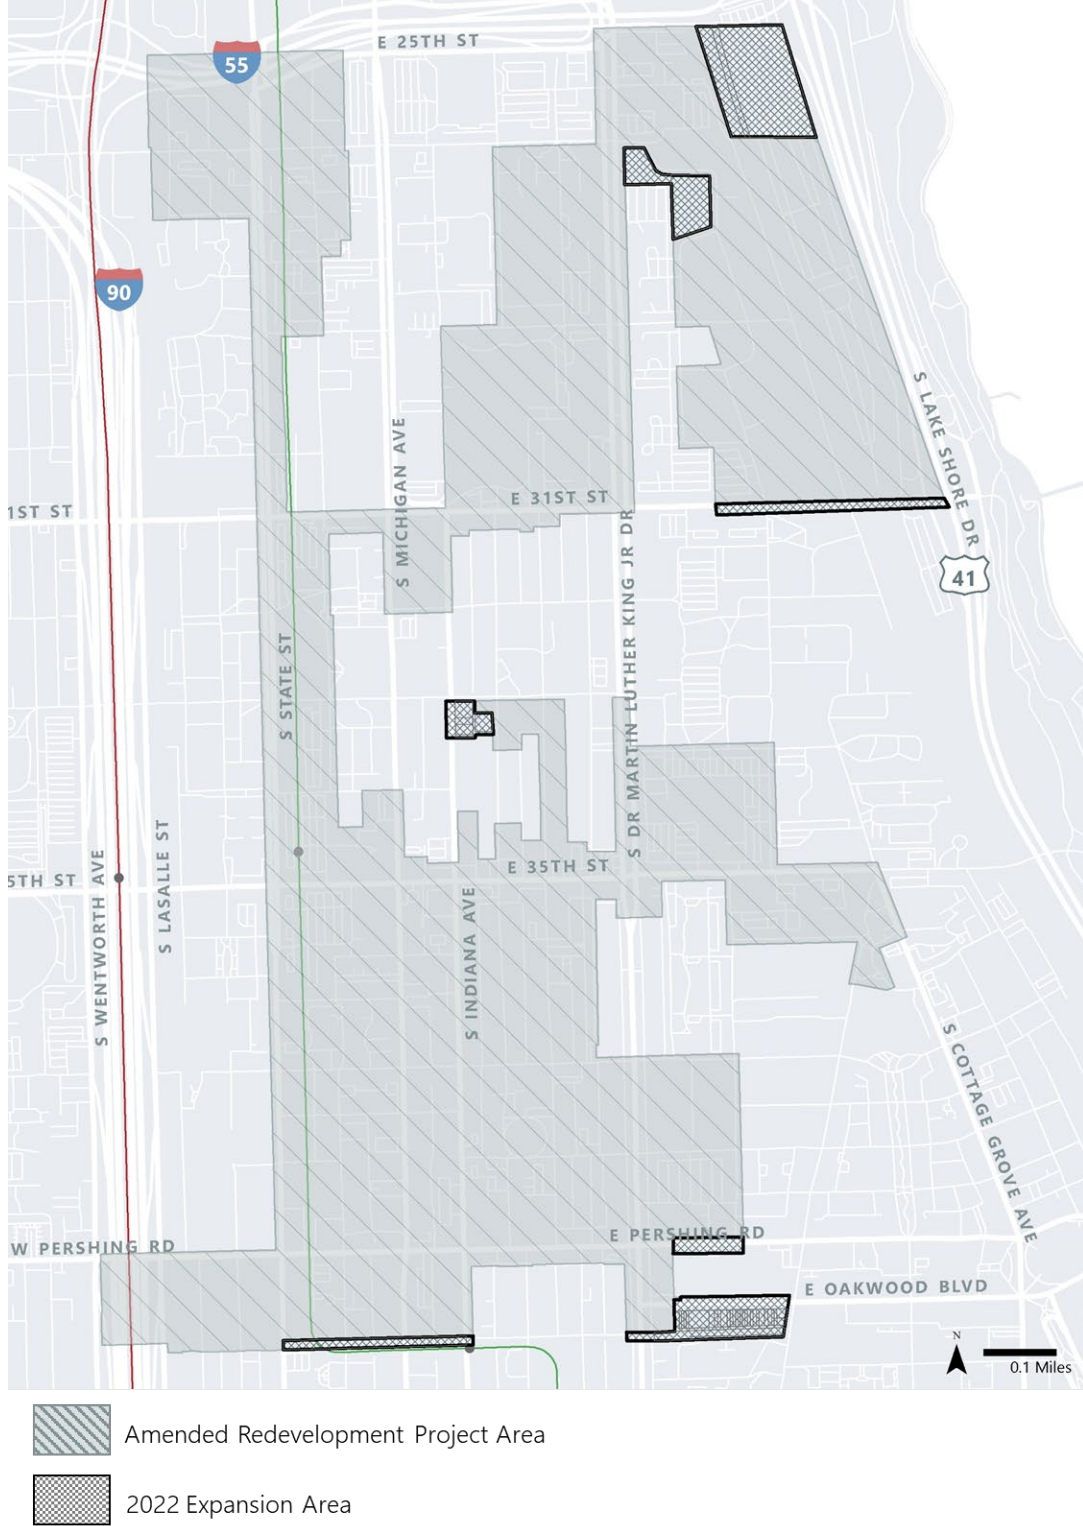 E 25TH ST
55
90
S LAKE SHORE DR
S MICHIGAN AVE
E 31ST ST
1ST ST
41
S DR MARTIN LUTHER KING JR DR
S STATE ST
E 35TH ST
5TH ST
S WENTWORTH AVE
S LASALLE ST
S INDIANA AVE
S COTTAGE GROVE AVE
E PERSHING RD
W PERSHING RD
E OAKWOOD BLVD
N
0.1 Miles
Amended Redevelopment Project Area
2022 Expansion Area